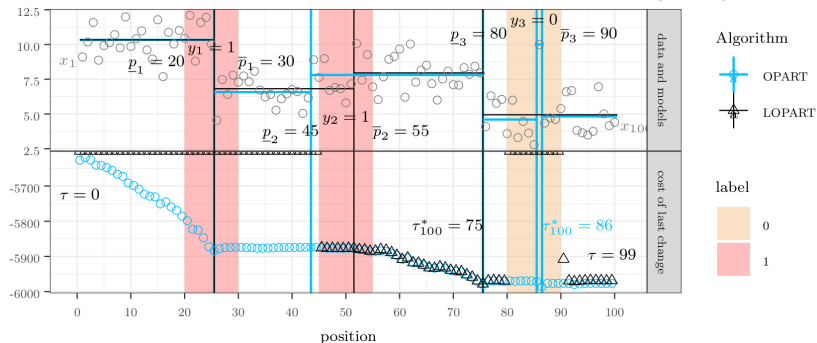 12.5
10.0
7.5
5.0
2.5
x₁
p̲₁ = 20
y₁ = 1
p̅₁ = 30
p̲₂ = 45
y₂ = 1
p̅₂ = 55
p̲₃ = 80
y₃ = 0
p̅₃ = 90
x₁₀₀
data and models
-5700
-5800
-5900
-6000
τ = 0
τ*₁₀₀ = 75
τ*₁₀₀ = 86
τ = 99
cost of last change
0 10 20 30 40 50 60 70 80 90 100
position
Algorithm
OPART
LOPART
label
0
1